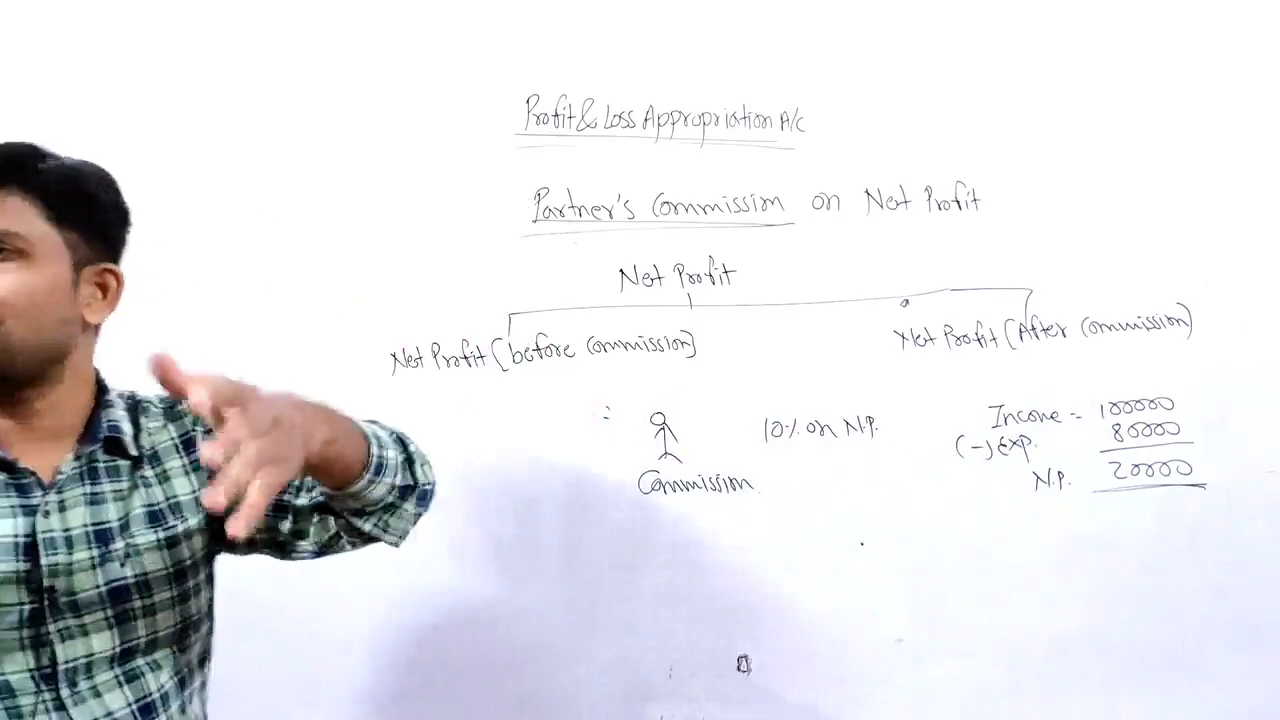 Profit & Loss Appropriation A/c
Partner's Commission on Net Profit
Net Profit
Net Profit [before Commission]
Net Profit (After Commission)
10% on N.P.
Commission
Income = 100000
(-) Exp. 80000
N.P. 20000